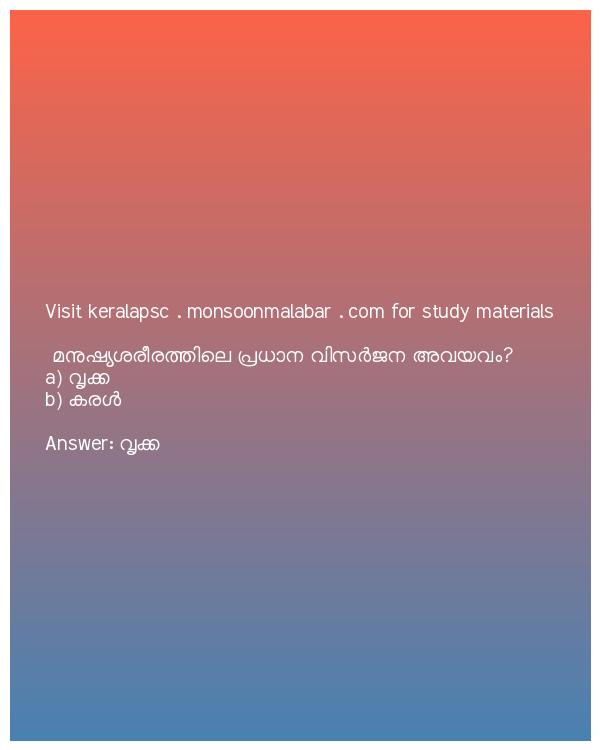 Visit keralapsc . monsoonmalabar . com for study materials
മനുഷ്യശരീരത്തിലെ പ്രധാന വിസർജന അവയവം?
a) വൃക്ക
b) കരൾ
Answer: വൃക്ക